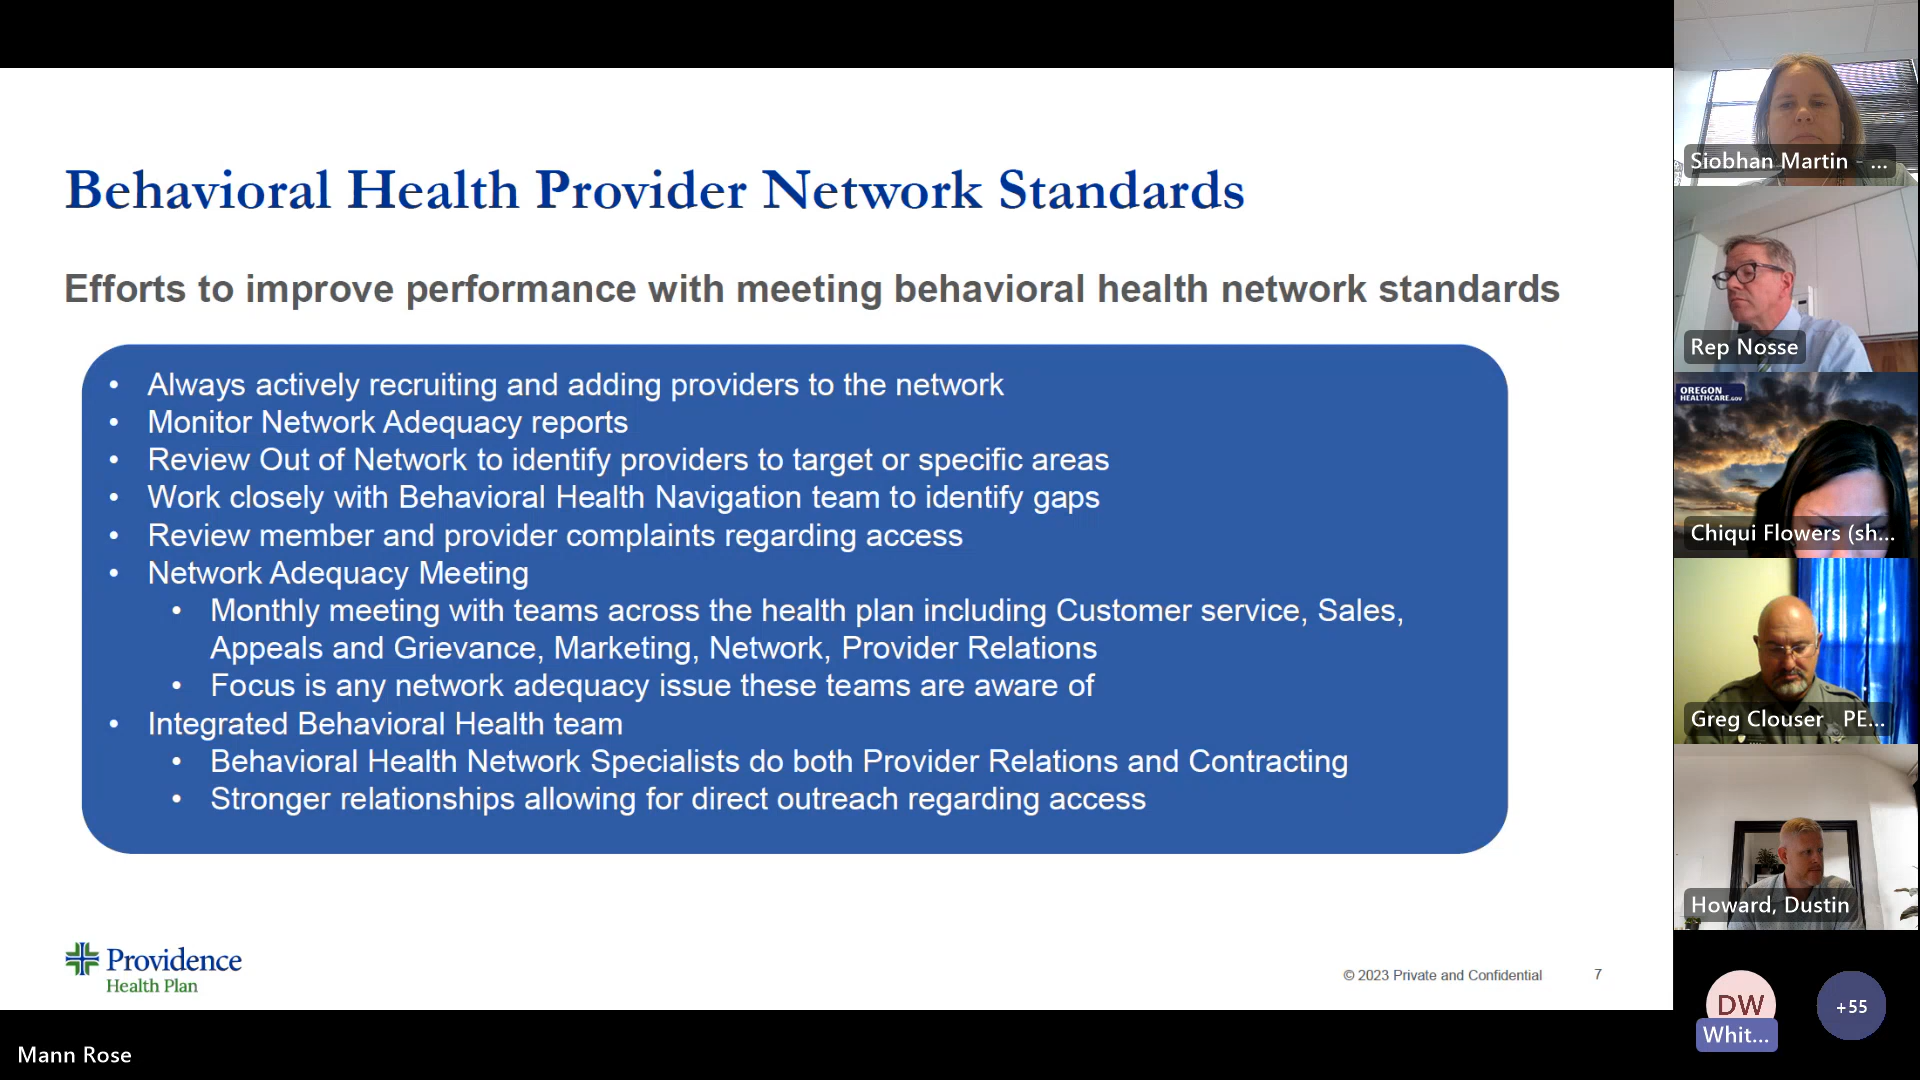 Behavioral Health Provider Network Standards
Efforts to improve performance with meeting behavioral health network standards
• Always actively recruiting and adding providers to the network
• Monitor Network Adequacy reports
• Review Out of Network to identify providers to target or specific areas
• Work closely with Behavioral Health Navigation team to identify gaps
• Review member and provider complaints regarding access
• Network Adequacy Meeting
• Monthly meeting with teams across the health plan including Customer service, Sales,
Appeals and Grievance, Marketing, Network, Provider Relations
• Focus is any network adequacy issue these teams are aware of
• Integrated Behavioral Health team
• Behavioral Health Network Specialists do both Provider Relations and Contracting
• Stronger relationships allowing for direct outreach regarding access
Providence
Health Plan
© 2023 Private and Confidential
7
Mann Rose
Siobhan Martin - ...
Rep Nosse
OREGON
HEALTHCARE.GOV
Chiqui Flowers (sh...
Greg Clouser PE...
Howard, Dustin
DW
Whit...
+55